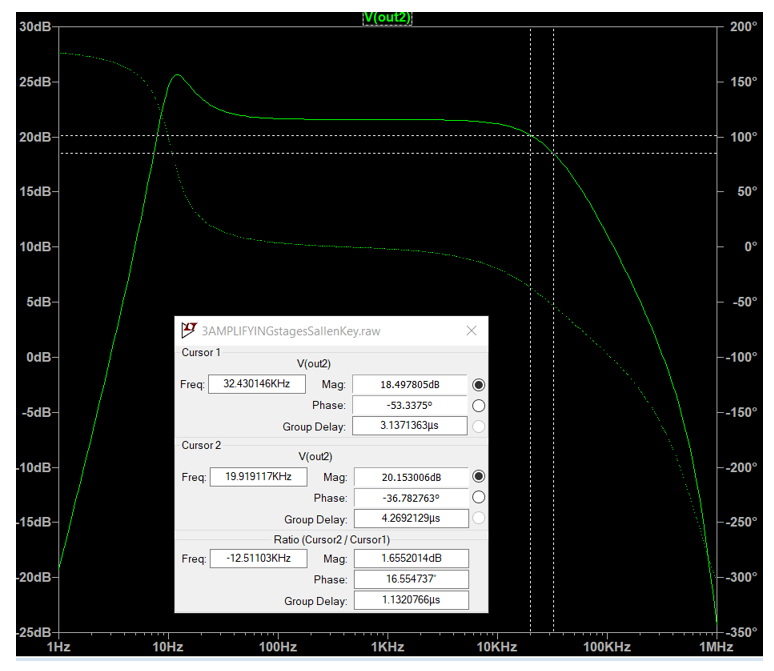 V(out2)
30dB 200°
25dB 150°
20dB 100°
15dB 50°
10dB 0°
5dB -50°
0dB -100°
-5dB -150°
-10dB -200°
-15dB -250°
-20dB -300°
-25dB -350°
1Hz 10Hz 100Hz 1KHz 10KHz 100KHz 1MHz
3AMPLIFYINGstagesSallenKey.raw
Cursor 1
V(out2)
Freq: 32.430146KHz Mag: 18.497805dB
Phase: -53.3375°
Group Delay: 3.1371363µs
Cursor 2
V(out2)
Freq: 19.919117KHz Mag: 20.153006dB
Phase: -36.782763°
Group Delay: 4.2692129µs
Ratio (Cursor2 / Cursor1)
Freq: -12.51103KHz Mag: 1.6552014dB
Phase: 16.554737°
Group Delay: 1.1320766µs